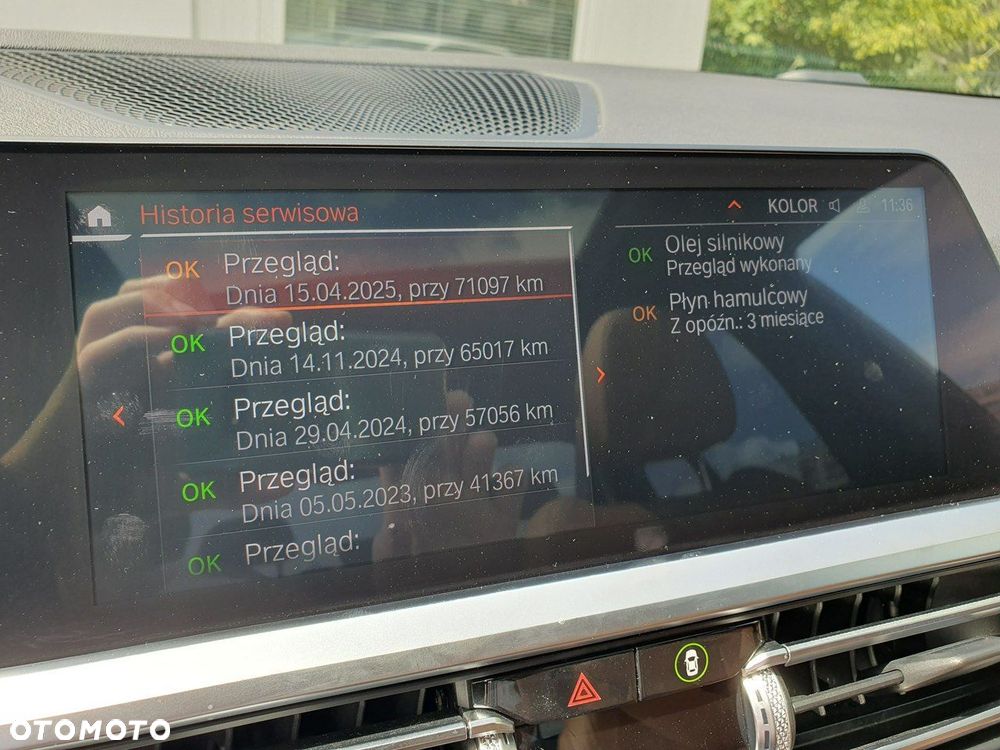 Historia serwisowa
KOLOR
11:36
OK Przegląd:
Dnia 15.04.2025, przy 71097 km
OK Przegląd:
Dnia 14.11.2024, przy 65017 km
OK Przegląd:
Dnia 29.04.2024, przy 57056 km
OK Przegląd:
Dnia 05.05.2023, przy 41367 km
OK Przegląd:
OK Olej silnikowy
Przegląd wykonany
OK Płyn hamulcowy
Z opóźn.: 3 miesiące
OTOMOTO